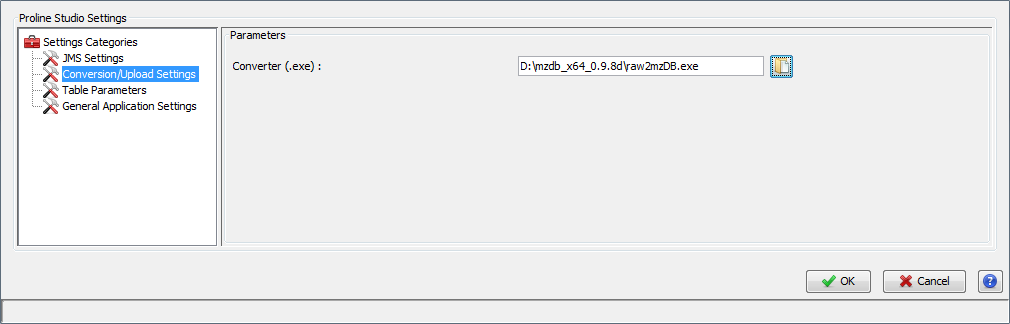 Proline Studio Settings
Settings Categories
JMS Settings
Conversion/Upload Settings
Table Parameters
General Application Settings
Parameters
Converter (.exe) :
D:\mzdb_x64_0.9.8d\raw2mzDB.exe
OK
Cancel
?